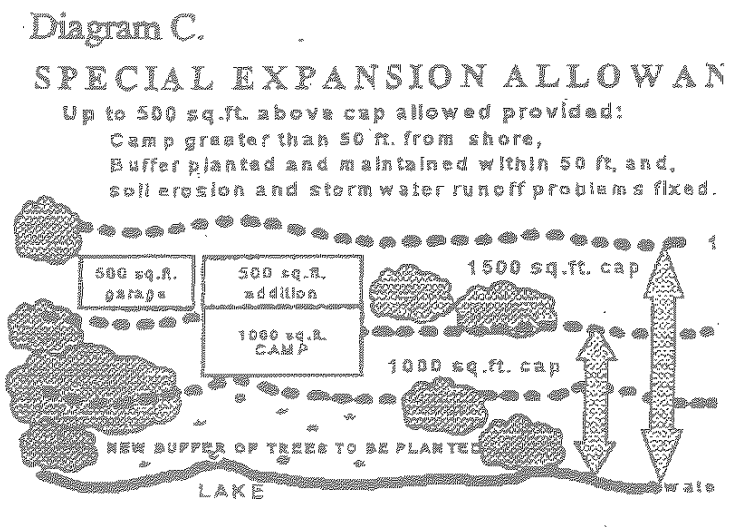 Diagram C.
SPECIAL EXPANSION ALLOWAN
Up to 500 sq.ft. above cap allowed provided:
Camp greater than 50 ft. from shore,
Buffer planted and maintained within 50 ft, and,
soil erosion and storm water runoff problems fixed.
1
500 sq.ft.
garage
500 sq.ft.
addition
1500 sq.ft. cap
1000 sq.ft.
CAMP
1000 sq.ft. cap
NEW BUFFER OF TREES TO BE PLANTED
LAKE
wate